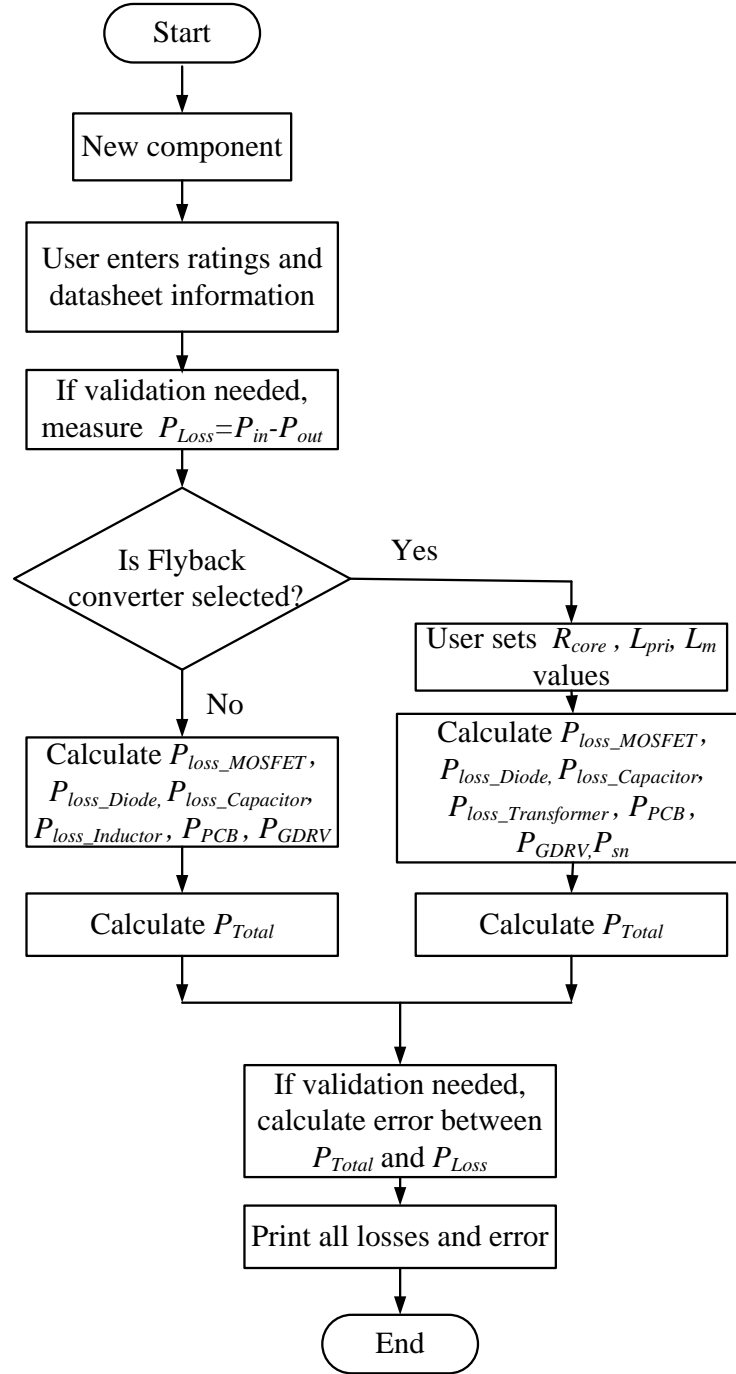 Start
New component
User enters ratings and
datasheet information
If validation needed,
measure P_Loss=P_in-P_out
Is Flyback
converter selected?
Yes
No
User sets R_core , L_pri, L_m
values
Calculate P_loss_MOSFET ,
P_loss_Diode, P_loss_Capacitor,
P_loss_Inductor , P_PCB , P_GDRV
Calculate P_loss_MOSFET ,
P_loss_Diode, P_loss_Capacitor,
P_loss_Transformer , P_PCB ,
P_GDRV,P_sn
Calculate P_Total
Calculate P_Total
If validation needed,
calculate error between
P_Total and P_Loss
Print all losses and error
End